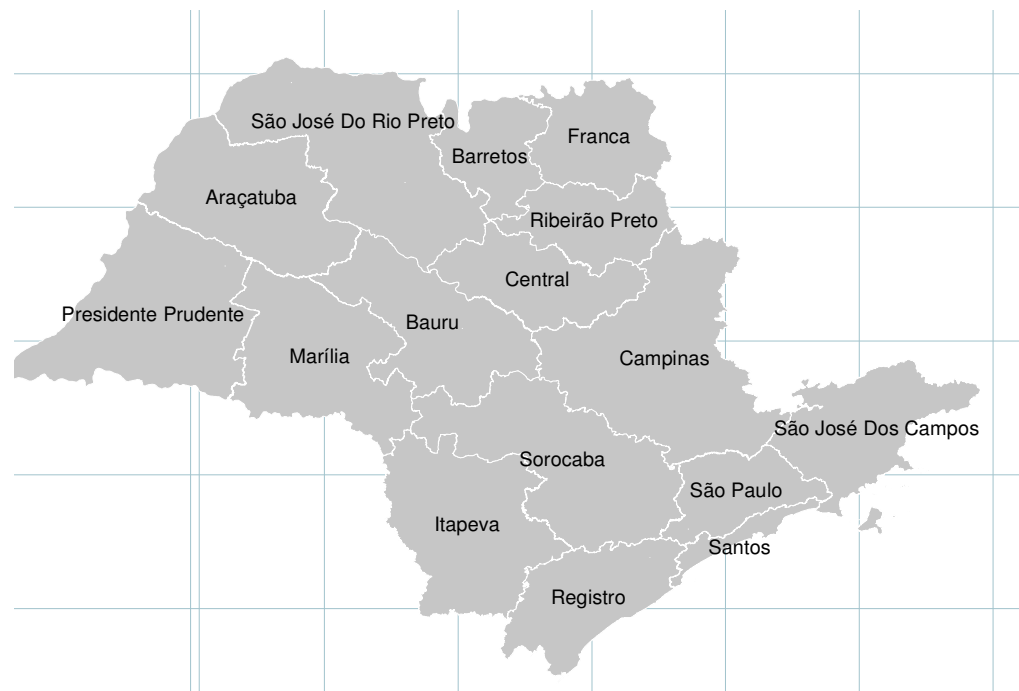 São José Do Rio Preto
Franca
Barretos
Araçatuba
Ribeirão Preto
Central
Presidente Prudente
Bauru
Marília
Campinas
São José Dos Campos
Sorocaba
São Paulo
Itapeva
Santos
Registro